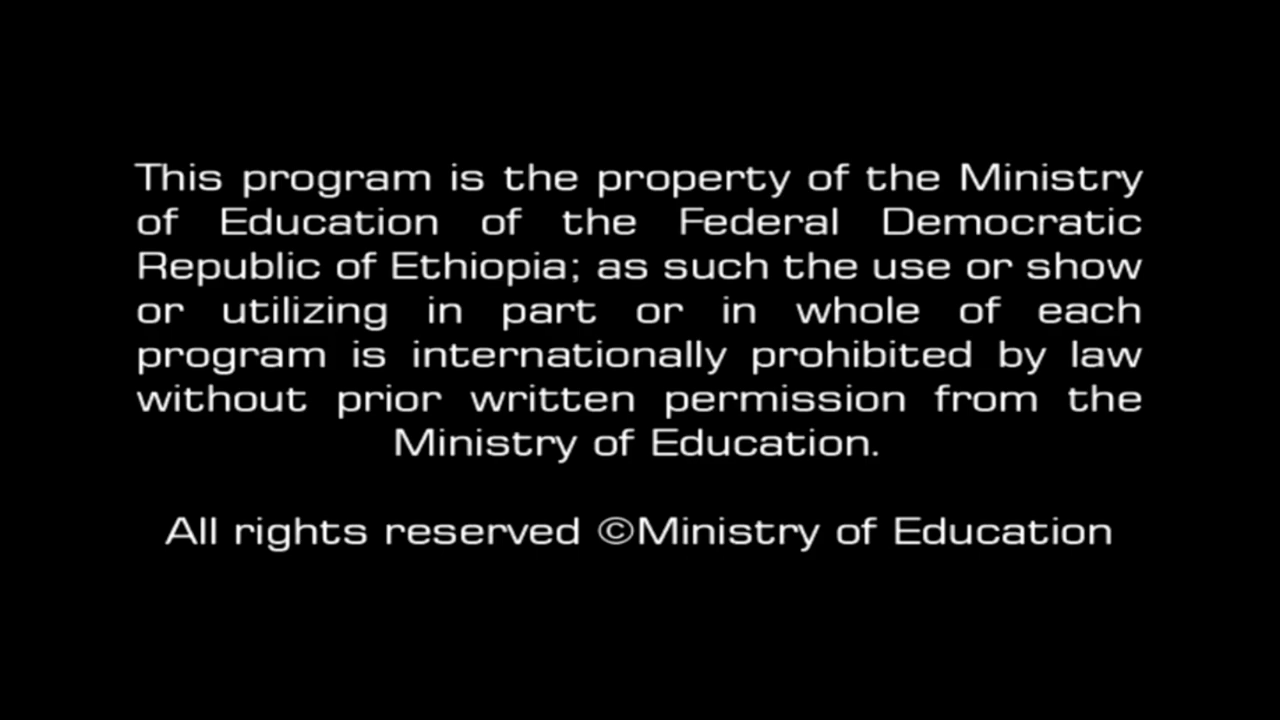 This program is the property of the Ministry
of Education of the Federal Democratic
Republic of Ethiopia; as such the use or show
or utilizing in part or in whole of each
program is internationally prohibited by law
without prior written permission from the
Ministry of Education.
All rights reserved ©Ministry of Education